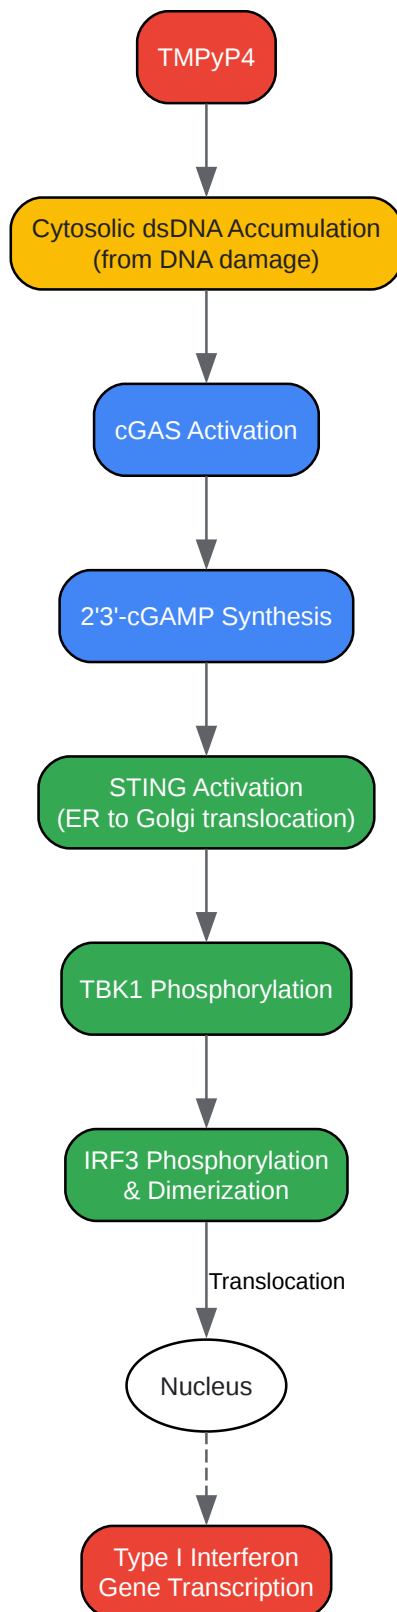 TMPyP4
Cytosolic dsDNA Accumulation
(from DNA damage)
cGAS Activation
2'3'-cGAMP Synthesis
STING Activation
(ER to Golgi translocation)
TBK1 Phosphorylation
IRF3 Phosphorylation
& Dimerization
Translocation
Nucleus
Type I Interferon
Gene Transcription